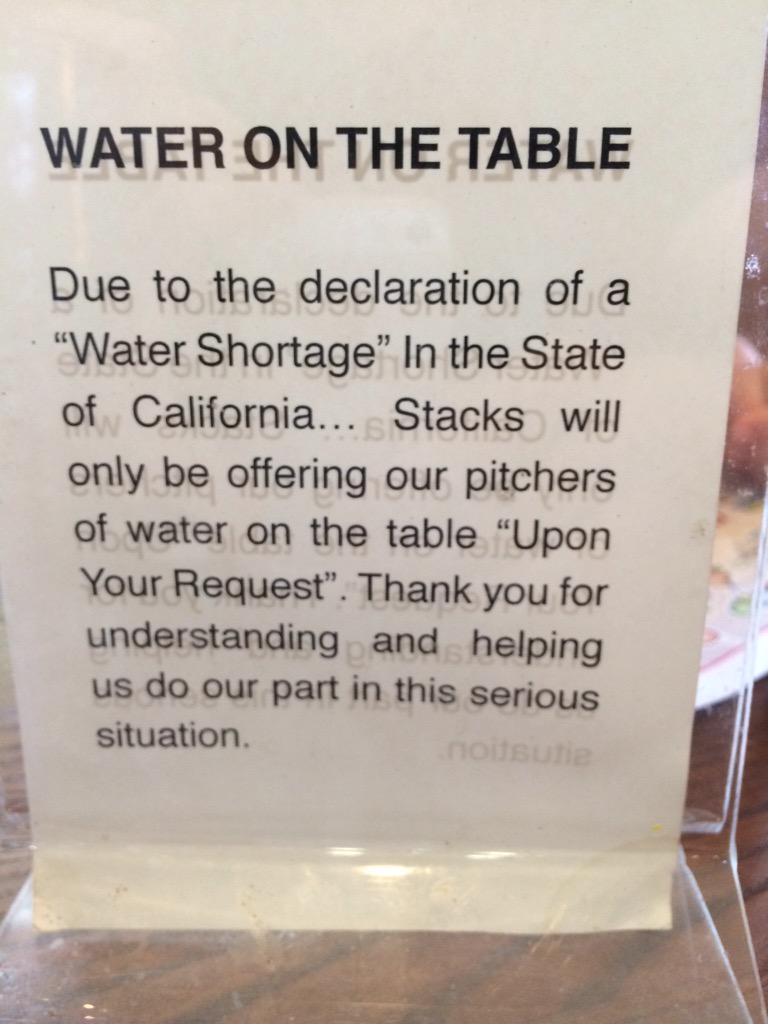 WATER ON THE TABLE
Due to the declaration of a
“Water Shortage” In the State
of California... Stacks will
only be offering our pitchers
of water on the table “Upon
Your Request”. Thank you for
understanding and helping
us do our part in this serious
situation.